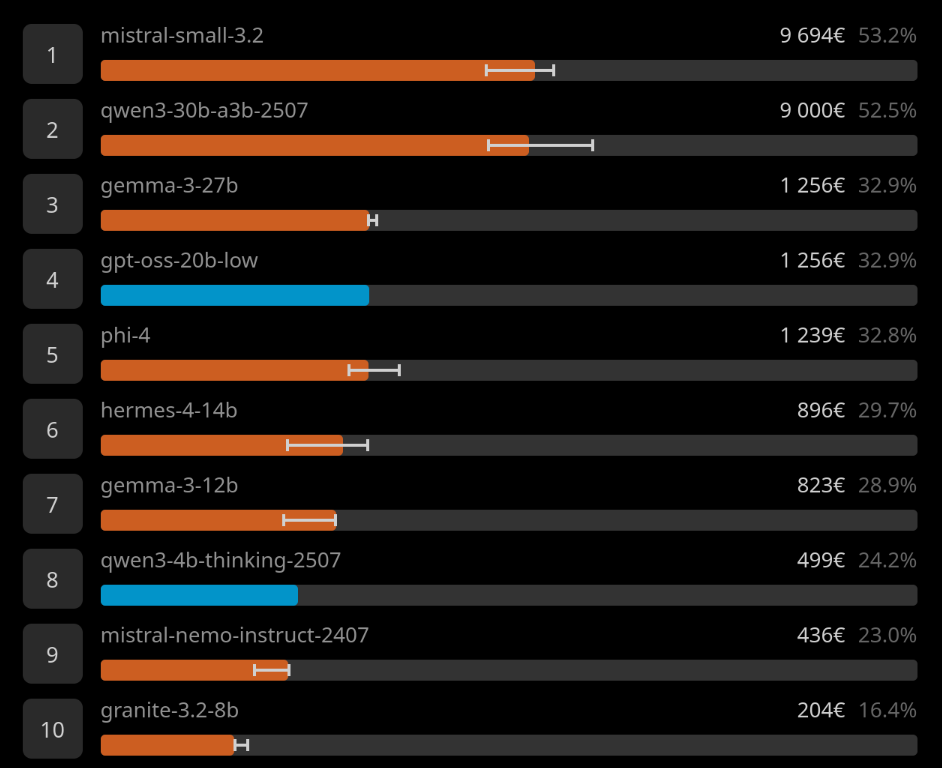 1 mistral-small-3.2 9 694€ 53.2%
2 qwen3-30b-a3b-2507 9 000€ 52.5%
3 gemma-3-27b 1 256€ 32.9%
4 gpt-oss-20b-low 1 256€ 32.9%
5 phi-4 1 239€ 32.8%
6 hermes-4-14b 896€ 29.7%
7 gemma-3-12b 823€ 28.9%
8 qwen3-4b-thinking-2507 499€ 24.2%
9 mistral-nemo-instruct-2407 436€ 23.0%
10 granite-3.2-8b 204€ 16.4%